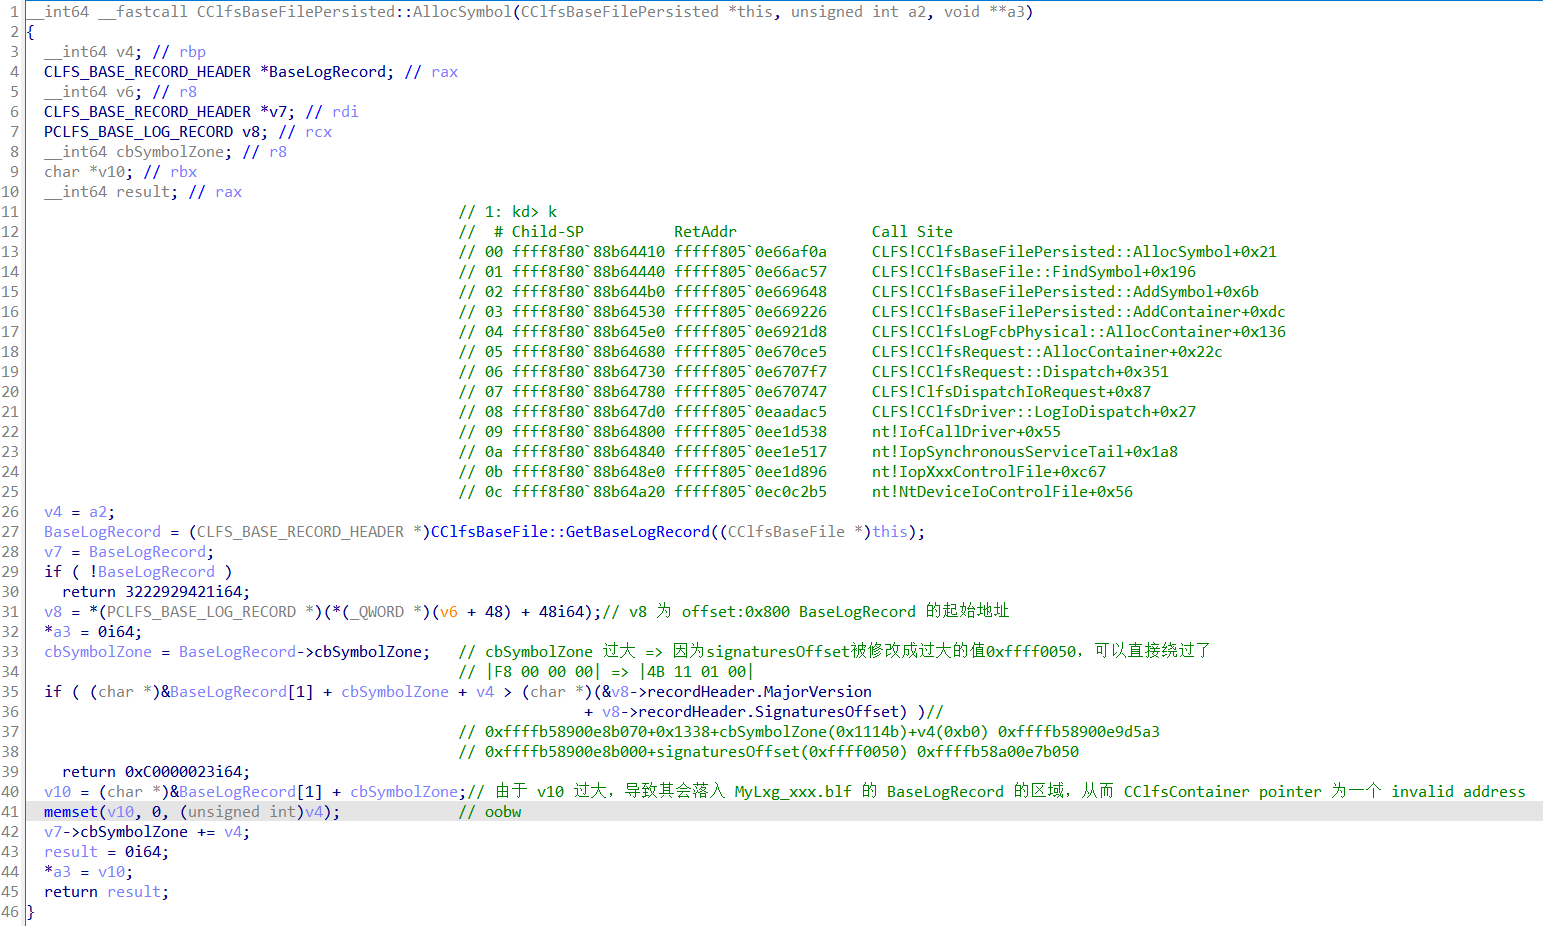 1 __int64 __fastcall CClfsBaseFilePersisted::AllocSymbol(CClfsBaseFilePersisted *this, unsigned int a2, void **a3)
2 {
3 __int64 v4; // rbp
4 CLFS_BASE_RECORD_HEADER *BaseLogRecord; // rax
5 __int64 v6; // r8
6 CLFS_BASE_RECORD_HEADER *v7; // rdi
7 PCLFS_BASE_LOG_RECORD v8; // rcx
8 __int64 cbSymbolZone; // r8
9 char *v10; // rbx
10 __int64 result; // rax
11 // 1: kd> k
12 // # Child-SP RetAddr Call Site
13 // 00 ffff8f80`88b64410 fffff805`0e66af0a CLFS!CClfsBaseFilePersisted::AllocSymbol+0x21
14 // 01 ffff8f80`88b64440 fffff805`0e66ac57 CLFS!CClfsBaseFile::FindSymbol+0x196
15 // 02 ffff8f80`88b644b0 fffff805`0e669648 CLFS!CClfsBaseFilePersisted::AddSymbol+0x6b
16 // 03 ffff8f80`88b64530 fffff805`0e669226 CLFS!CClfsBaseFilePersisted::AddContainer+0xdc
17 // 04 ffff8f80`88b645e0 fffff805`0e6921d8 CLFS!CClfsLogFcbPhysical::AllocContainer+0x136
18 // 05 ffff8f80`88b64680 fffff805`0e670ce5 CLFS!CClfsRequest::AllocContainer+0x22c
19 // 06 ffff8f80`88b64730 fffff805`0e6707f7 CLFS!CClfsRequest::Dispatch+0x351
20 // 07 ffff8f80`88b64780 fffff805`0e670747 CLFS!ClfsDispatchIoRequest+0x87
21 // 08 ffff8f80`88b647d0 fffff805`0eaadac5 CLFS!CClfsDriver::LogIoDispatch+0x27
22 // 09 ffff8f80`88b64800 fffff805`0ee1d538 nt!IofCallDriver+0x55
23 // 0a ffff8f80`88b64840 fffff805`0ee1e517 nt!IopSynchronousServiceTail+0x1a8
24 // 0b ffff8f80`88b648e0 fffff805`0ee1d896 nt!IopXxxControlFile+0xc67
25 // 0c ffff8f80`88b64a20 fffff805`0ec0c2b5 nt!NtDeviceIoControlFile+0x56
26 v4 = a2;
27 BaseLogRecord = (CLFS_BASE_RECORD_HEADER *)CClfsBaseFile::GetBaseLogRecord((CClfsBaseFile *)this);
28 v7 = BaseLogRecord;
29 if ( !BaseLogRecord )
30 return 3222929421i64;
31 v8 = *(PCLFS_BASE_LOG_RECORD *)(*(_QWORD *)(v6 + 48) + 48i64);// v8 为 offset:0x800 BaseLogRecord 的起始地址
32 *a3 = 0i64;
33 cbSymbolZone = BaseLogRecord->cbSymbolZone; // cbSymbolZone 过大 => 因为signaturesOffset被修改成过大的值0xffff0050，可以直接绕过了
34 // |F8 00 00 00| => |4B 11 01 00|
35 if ( (char *)&BaseLogRecord[1] + cbSymbolZone + v4 > (char *)(&v8->recordHeader.MajorVersion
36 + v8->recordHeader.SignaturesOffset) )//
37 // 0xffffb58900e8b070+0x1338+cbSymbolZone(0x1114b)+v4(0xb0) 0xffffb58900e9d5a3
38 // 0xffffb58900e8b000+signaturesOffset(0xffff0050) 0xffffb58a00e7b050
39 return 0xC0000023i64;
40 v10 = (char *)&BaseLogRecord[1] + cbSymbolZone;// 由于 v10 过大，导致其会落入 MyLxg_xxx.blf 的 BaseLogRecord 的区域，从而 CClfsContainer pointer 为一个 invalid address
41 memset(v10, 0, (unsigned int)v4); // oobw
42 v7->cbSymbolZone += v4;
43 result = 0i64;
44 *a3 = v10;
45 return result;
46 }